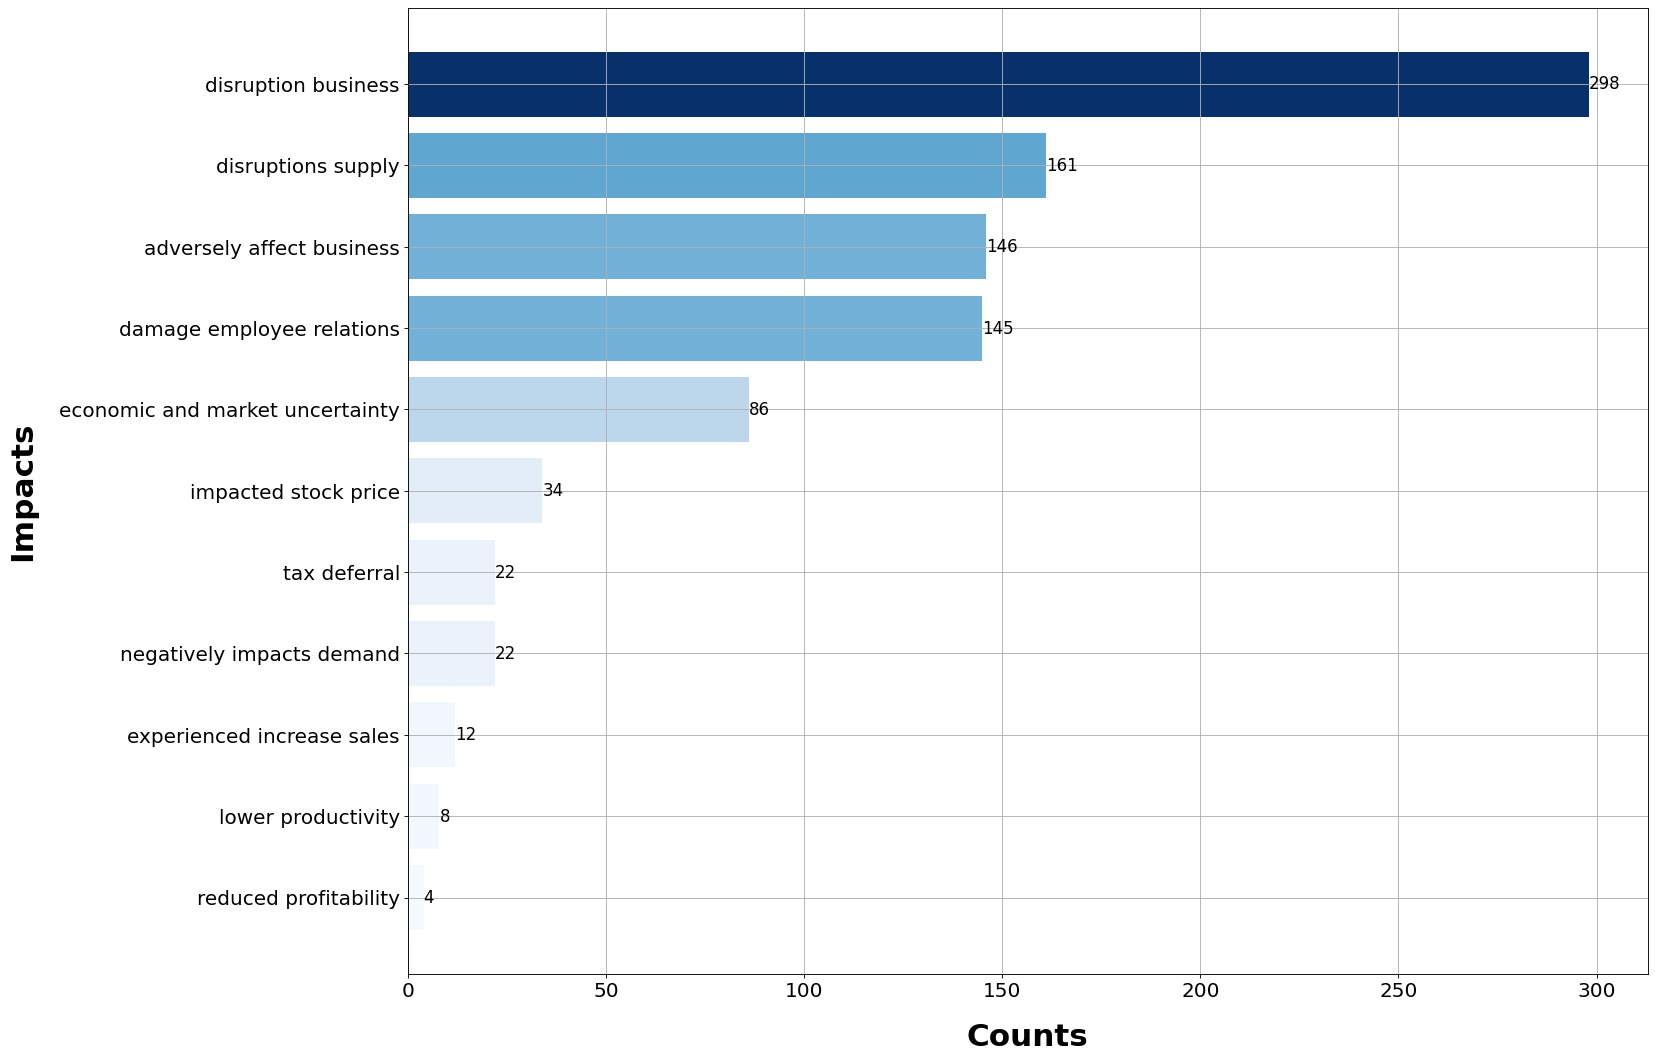 disruption business
298
disruptions supply
161
adversely affect business
146
damage employee relations
145
economic and market uncertainty
86
impacted stock price
34
tax deferral
22
negatively impacts demand
22
experienced increase sales
12
lower productivity
8
reduced profitability
4
Impacts
0 50 100 150 200 250 300
Counts